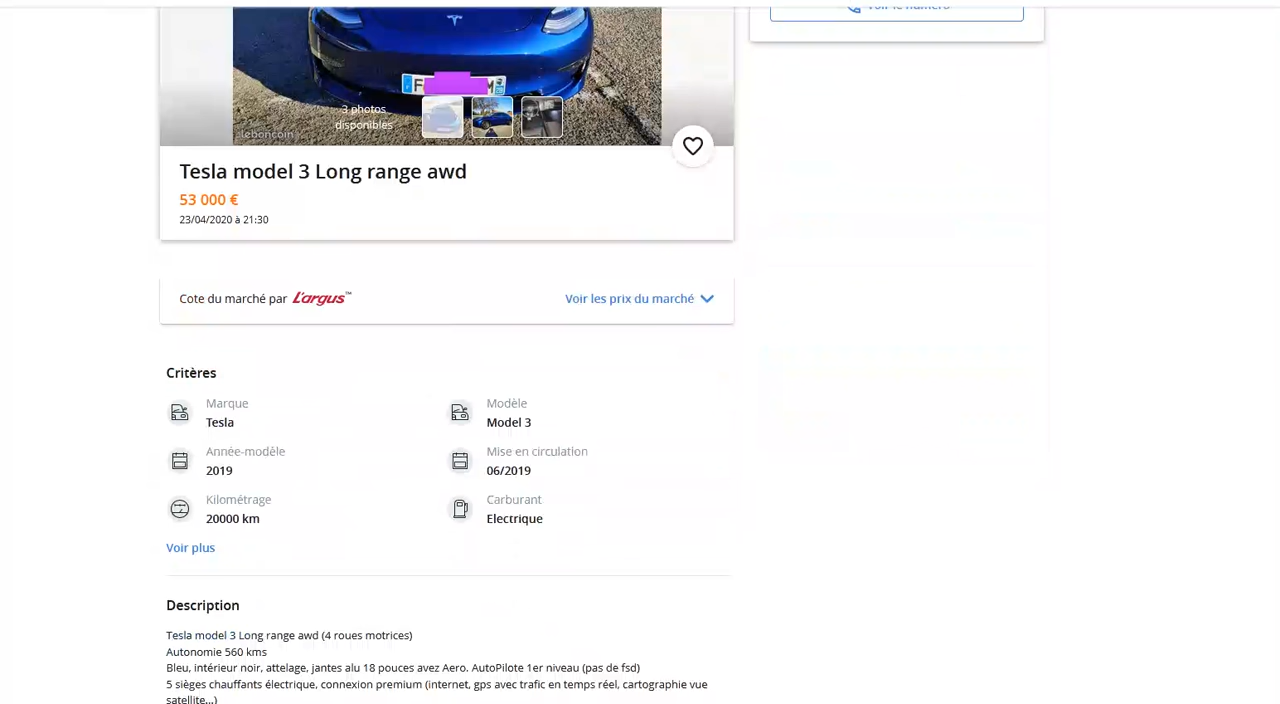 Voir le numéro
F M
3 photos
disponibles
leboncoin
Tesla model 3 Long range awd
53 000 €
23/04/2020 à 21:30
Cote du marché par L'argus™
Voir les prix du marché
Critères
Marque
Tesla
Modèle
Model 3
Année-modèle
2019
Mise en circulation
06/2019
Kilométrage
20000 km
Carburant
Electrique
Voir plus
Description
Tesla model 3 Long range awd (4 roues motrices)
Autonomie 560 kms
Bleu, intérieur noir, attelage, jantes alu 18 pouces avez Aero. AutoPilote 1er niveau (pas de fsd)
5 sièges chauffants électrique, connexion premium (internet, gps avec trafic en temps réel, cartographie vue
satellite...)